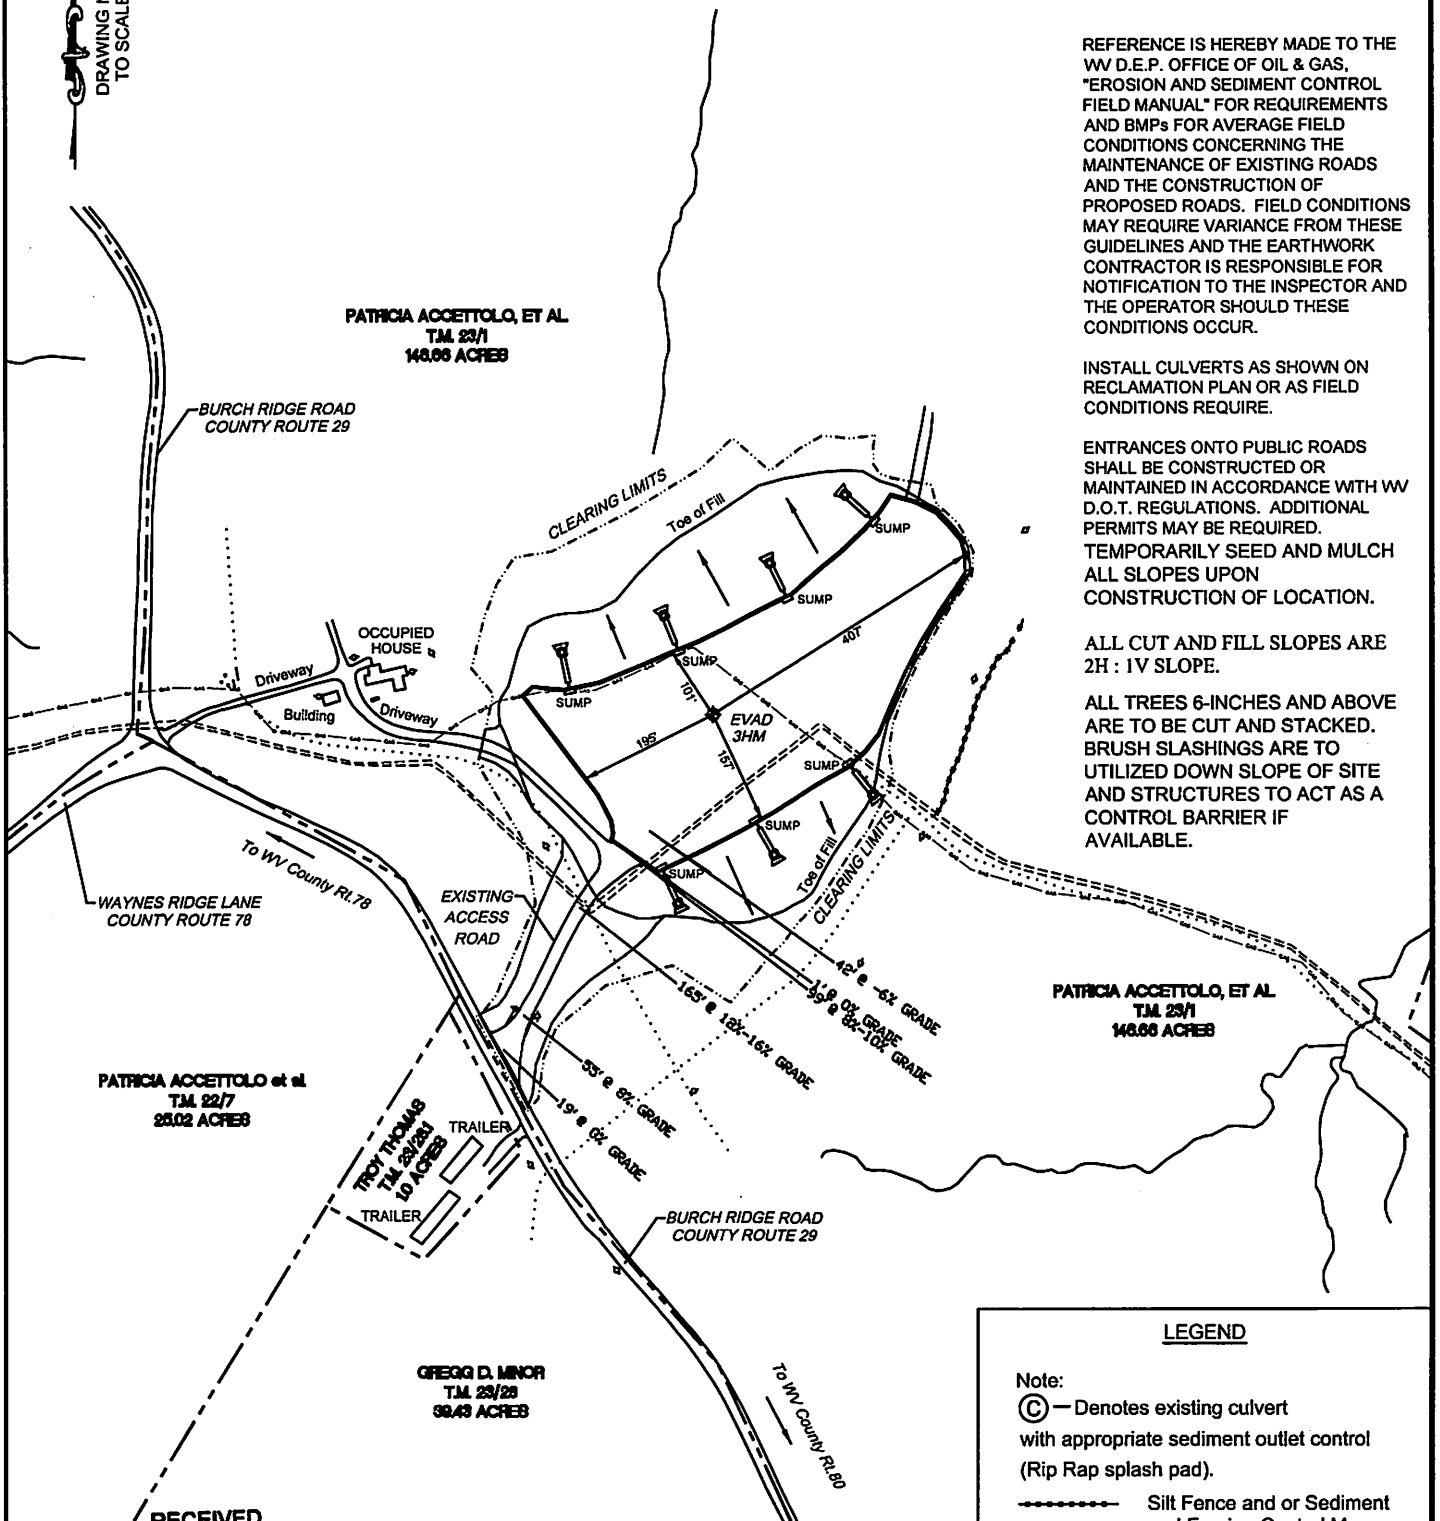 DRAWING N
TO SCALE
REFERENCE IS HEREBY MADE TO THE
WV D.E.P. OFFICE OF OIL & GAS,
"EROSION AND SEDIMENT CONTROL
FIELD MANUAL" FOR REQUIREMENTS
AND BMPs FOR AVERAGE FIELD
CONDITIONS CONCERNING THE
MAINTENANCE OF EXISTING ROADS
AND THE CONSTRUCTION OF
PROPOSED ROADS. FIELD CONDITIONS
MAY REQUIRE VARIANCE FROM THESE
GUIDELINES AND THE EARTHWORK
CONTRACTOR IS RESPONSIBLE FOR
NOTIFICATION TO THE INSPECTOR AND
THE OPERATOR SHOULD THESE
CONDITIONS OCCUR.
INSTALL CULVERTS AS SHOWN ON
RECLAMATION PLAN OR AS FIELD
CONDITIONS REQUIRE.
ENTRANCES ONTO PUBLIC ROADS
SHALL BE CONSTRUCTED OR
MAINTAINED IN ACCORDANCE WITH WV
D.O.T. REGULATIONS. ADDITIONAL
PERMITS MAY BE REQUIRED.
TEMPORARILY SEED AND MULCH
ALL SLOPES UPON
CONSTRUCTION OF LOCATION.
ALL CUT AND FILL SLOPES ARE
2H : 1V SLOPE.
ALL TREES 6-INCHES AND ABOVE
ARE TO BE CUT AND STACKED.
BRUSH SLASHINGS ARE TO
UTILIZED DOWN SLOPE OF SITE
AND STRUCTURES TO ACT AS A
CONTROL BARRIER IF
AVAILABLE.
PATRICIA ACCETTOLO, ET AL
T.M. 23/1
146.66 ACRES
BURCH RIDGE ROAD
COUNTY ROUTE 29
CLEARING LIMITS
Toe of Fill
SUMP
SUMP
SUMP
SUMP
407'
101'
195'
157'
EVAD
3HM
OCCUPIED
HOUSE
Driveway
Building
Driveway
SUMP
SUMP
SUMP
Toe of Fill
CLEARING LIMITS
To WV County Rt.78
WAYNES RIDGE LANE
COUNTY ROUTE 78
EXISTING
ACCESS
ROAD
42' @ -6% GRADE
1' @ 0% GRADE
99' @ 8%-10% GRADE
165' @ 12%-16% GRADE
53' @ 8% GRADE
19' @ 0% GRADE
PATRICIA ACCETTOLO, ET AL
T.M. 23/1
146.66 ACRES
PATRICIA ACCETTOLO et al
T.M. 22/7
25.02 ACRES
TROY THOMAS
T.M. 23/28.1
1.0 ACRES
TRAILER
TRAILER
BURCH RIDGE ROAD
COUNTY ROUTE 29
GREGG D. MINOR
T.M. 23/28
39.43 ACRES
To WV County Rt.80
LEGEND
Note:
C — Denotes existing culvert
with appropriate sediment outlet control
(Rip Rap splash pad).
Silt Fence and or Sediment
RECEIVED